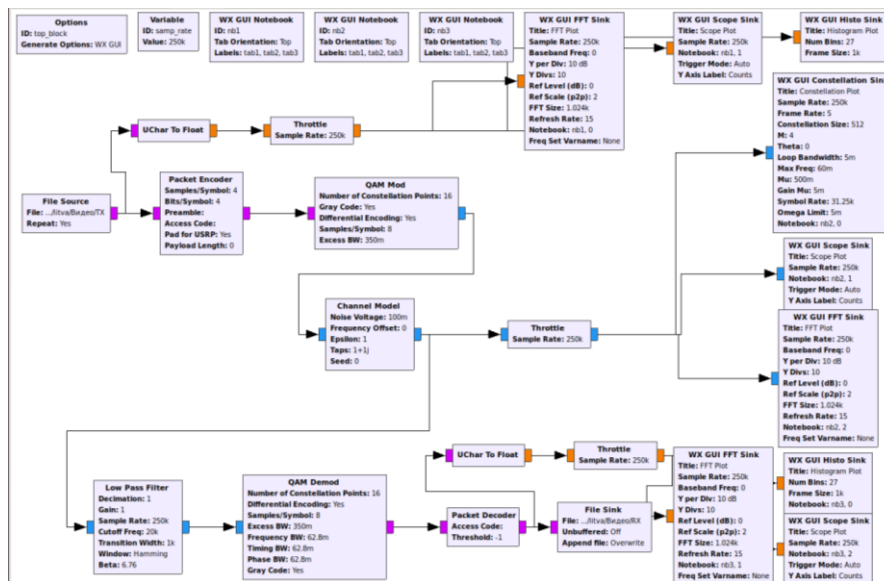 Options
ID: top_block
Generate Options: WX GUI
Variable
ID: samp_rate
Value: 250k
WX GUI Notebook
ID: nb1
Tab Orientation: Top
Labels: tab1, tab2, tab3
WX GUI Notebook
ID: nb2
Tab Orientation: Top
Labels: tab1, tab2, tab3
WX GUI Notebook
ID: nb3
Tab Orientation: Top
Labels: tab1, tab2, tab3
WX GUI FFT Sink
Title: FFT Plot
Sample Rate: 250k
Baseband Freq: 0
Y per Div: 10 dB
Y Divs: 10
Ref Level (dB): 0
Ref Scale (p2p): 2
FFT Size: 1.024k
Refresh Rate: 15
Notebook: nb1, 0
Freq Set Varname: None
WX GUI Scope Sink
Title: Scope Plot
Sample Rate: 250k
Notebook: nb1, 1
Trigger Mode: Auto
Y Axis Label: Counts
WX GUI Histo Sink
Title: Histogram Plot
Num Bins: 27
Frame Size: 1k
WX GUI Constellation Sin
Title: Constellation Plot
Sample Rate: 250k
Frame Rate: 5
Constellation Size: 512
M: 4
Theta: 0
Loop Bandwidth: 5m
Max Freq: 60m
Mu: 500m
Gain Mu: 5m
Symbol Rate: 31.25k
Omega Limit: 5m
Notebook: nb2, 0
UChar To Float
Throttle
Sample Rate: 250k
File Source
File: .../litva/Видео/TX
Repeat: Yes
Packet Encoder
Samples/Symbol: 4
Bits/Symbol: 4
Preamble:
Access Code:
Pad for USRP: Yes
Payload Length: 0
QAM Mod
Number of Constellation Points: 16
Gray Code: Yes
Differential Encoding: Yes
Samples/Symbol: 8
Excess BW: 350m
WX GUI Scope Sink
Title: Scope Plot
Sample Rate: 250k
Notebook: nb2, 1
Trigger Mode: Auto
Y Axis Label: Counts
Channel Model
Noise Voltage: 100m
Frequency Offset: 0
Epsilon: 1
Taps: 1+1j
Seed: 0
Throttle
Sample Rate: 250k
WX GUI FFT Sink
Title: FFT Plot
Sample Rate: 250k
Baseband Freq: 0
Y per Div: 10 dB
Y Divs: 10
Ref Level (dB): 0
Ref Scale (p2p): 2
FFT Size: 1.024k
Refresh Rate: 15
Notebook: nb2, 2
Freq Set Varname: None
UChar To Float
Throttle
Sample Rate: 250k
Low Pass Filter
Decimation: 1
Gain: 1
Sample Rate: 250k
Cutoff Freq: 20k
Transition Width: 1k
Window: Hamming
Beta: 6.76
QAM Demod
Number of Constellation Points: 16
Differential Encoding: Yes
Samples/Symbol: 8
Excess BW: 350m
Frequency BW: 62.8m
Timing BW: 62.8m
Phase BW: 62.8m
Gray Code: Yes
Packet Decoder
Access Code:
Threshold: -1
File Sink
File: .../litva/Видео/RX
Unbuffered: Off
Append file: Overwrite
WX GUI FFT Sink
Title: FFT Plot
Sample Rate: 250k
Baseband Freq: 0
Y per Div: 10 dB
Y Divs: 10
Ref Level (dB): 0
Ref Scale (p2p): 2
FFT Size: 1.024k
Refresh Rate: 15
Notebook: nb3, 1
Freq Set Varname: None
WX GUI Histo Sink
Title: Histogram Plot
Num Bins: 27
Frame Size: 1k
Notebook: nb3, 0
WX GUI Scope Sink
Title: Scope Plot
Sample Rate: 250k
Notebook: nb3, 2
Trigger Mode: Auto
Y Axis Label: Counts